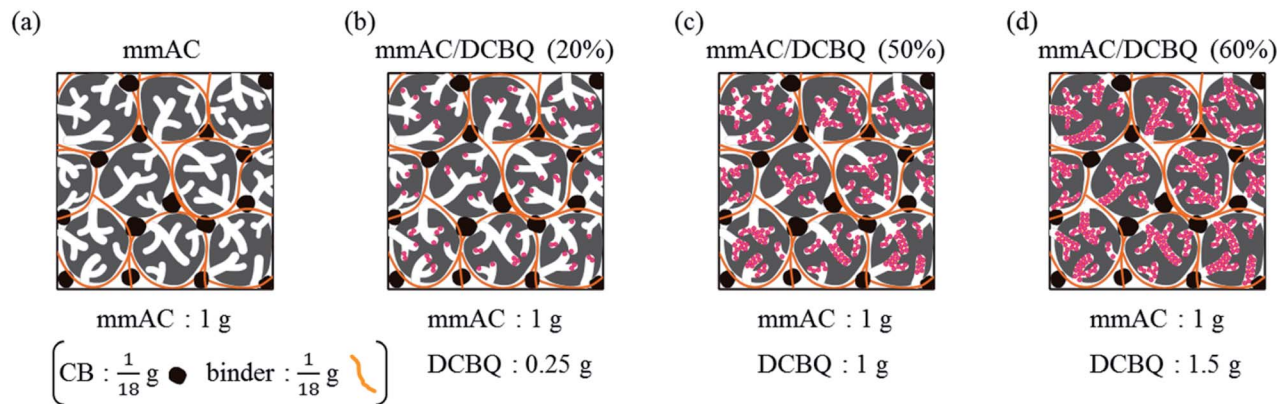 (a)
mmAC
(b)
mmAC/DCBQ (20%)
(c)
mmAC/DCBQ (50%)
(d)
mmAC/DCBQ (60%)
mmAC : 1 g
CB : 1/18 g binder : 1/18 g
mmAC : 1 g
DCBQ : 0.25 g
mmAC : 1 g
DCBQ : 1 g
mmAC : 1 g
DCBQ : 1.5 g